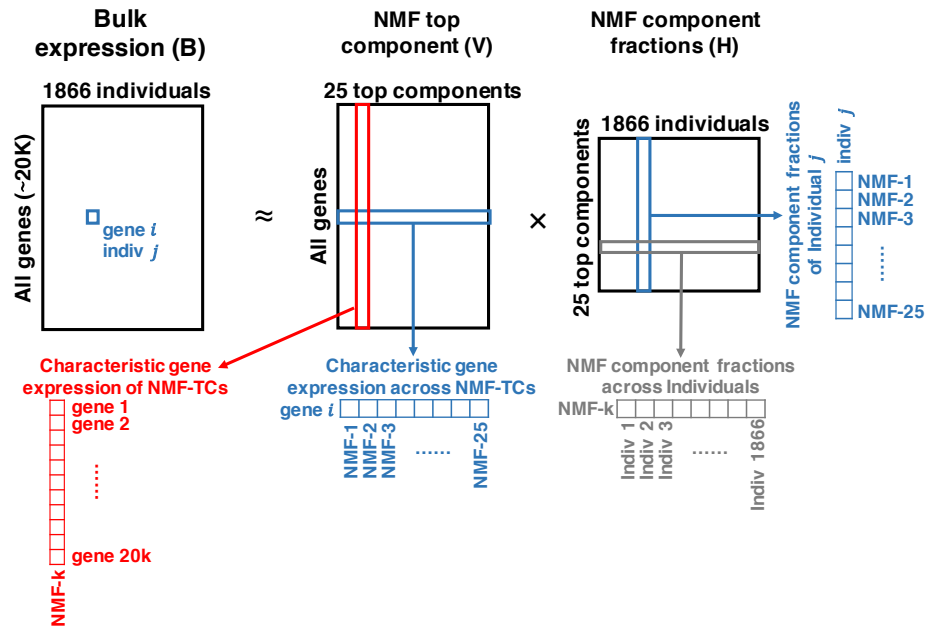 Bulk
expression (B)
NMF top
component (V)
NMF component
fractions (H)
1866 individuals
All genes (~20K)
gene i
indiv j
≈
25 top components
All genes
×
1866 individuals
25 top components
NMF component fractions
of Individual j
indiv j
NMF-1
NMF-2
NMF-3
......
NMF-25
Characteristic gene
expression of NMF-TCs
gene 1
gene 2
......
gene 20k
NMF-k
Characteristic gene
expression across NMF-TCs
gene i
NMF-1
NMF-2
NMF-3
......
NMF-25
NMF component fractions
across Individuals
NMF-k
Indiv 1
Indiv 2
Indiv 3
......
Indiv 1866